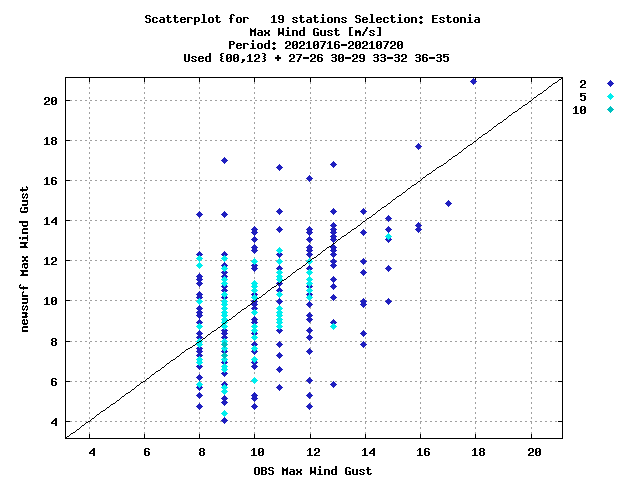 Scatterplot for   19 stations Selection: Estonia
Max Wind Gust [m/s]
Period: 20210716-20210720
Used {00,12} + 27-26 30-29 33-32 36-35
2
5
10
20
18
16
14
12
10
8
6
4
newsurf Max Wind Gust
4 6 8 10 12 14 16 18 20
OBS Max Wind Gust